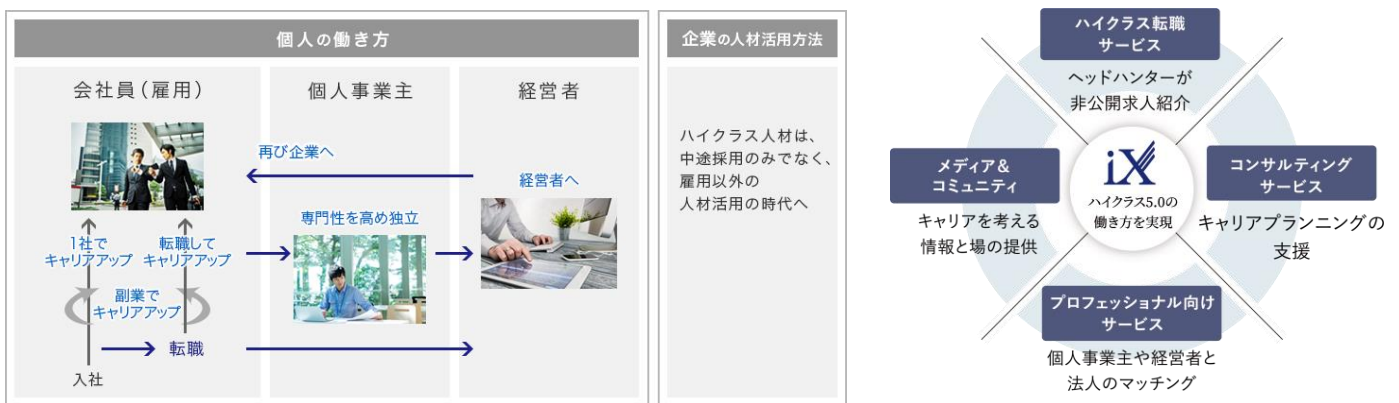 個人の働き方
会社員（雇用）
個人事業主
経営者
再び企業へ
経営者へ
専門性を高め独立
1社で
キャリアアップ
転職して
キャリアアップ
副業で
キャリアアップ
転職
入社
企業の人材活用方法
ハイクラス人材は、
中途採用のみでなく、
雇用以外の
人材活用の時代へ
ハイクラス転職
サービス
ヘッドハンターが
非公開求人紹介
メディア＆
コミュニティ
キャリアを考える
情報と場の提供
iX
ハイクラス5.0の
働き方を実現
コンサルティング
サービス
キャリアプランニングの
支援
プロフェッショナル向け
サービス
個人事業主や経営者と
法人のマッチング